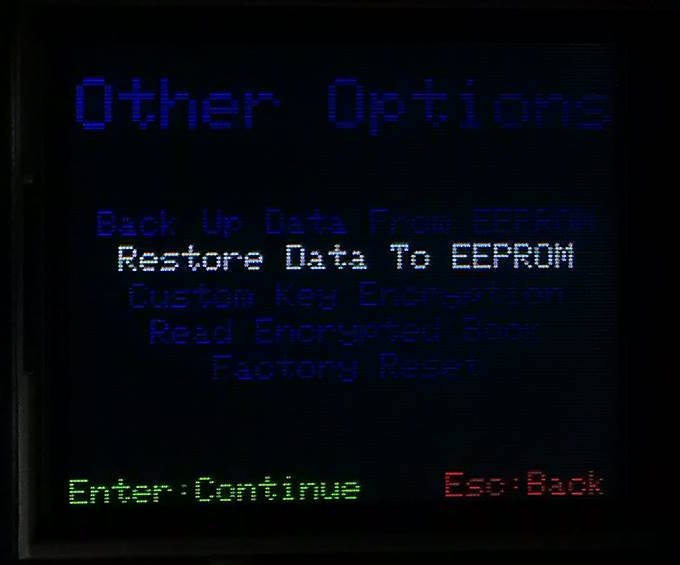 Other Options
Back Up Data From EEPROM
Restore Data To EEPROM
Custom Key Encryption
Read Encrypted Book
Factory Reset
Enter:Continue
Esc:Back